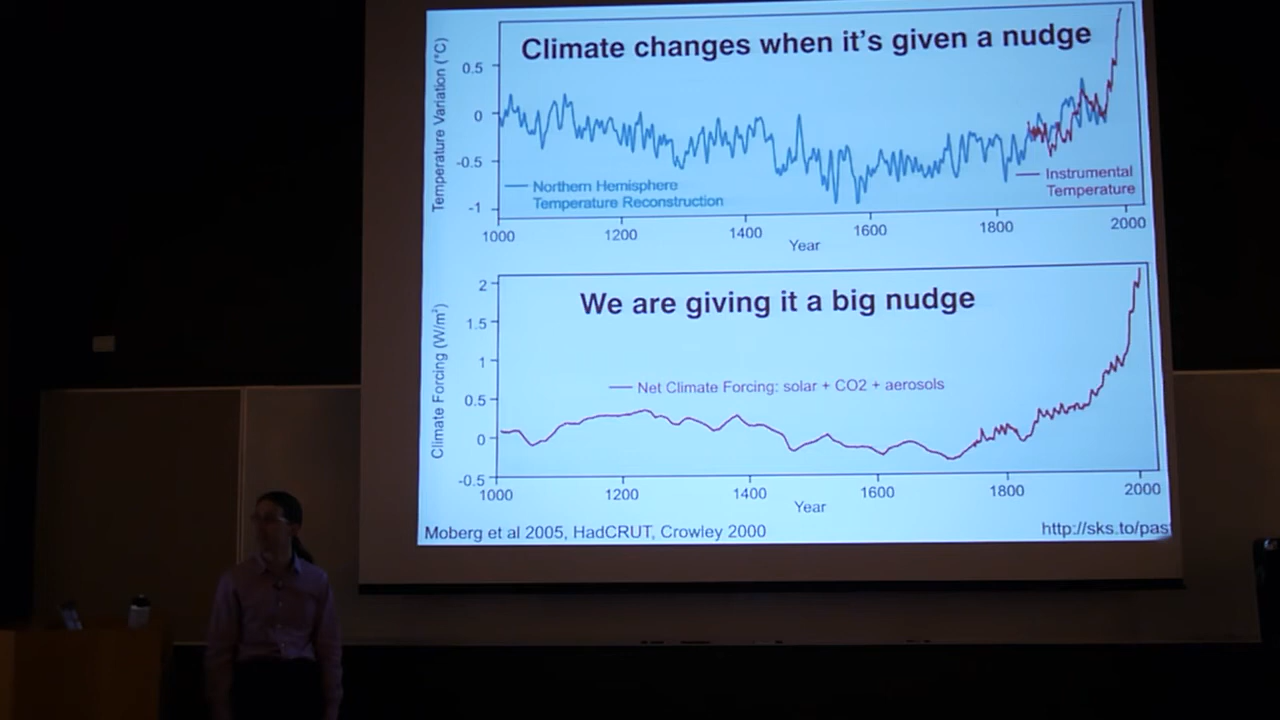 Climate changes when it's given a nudge
Temperature Variation (°C)
0.5
0
-0.5
-1
Northern Hemisphere
Temperature Reconstruction
Instrumental
Temperature
1000 1200 1400 1600 1800 2000
Year
We are giving it a big nudge
Climate Forcing (W/m²)
2
1.5
1
0.5
0
-0.5
Net Climate Forcing: solar + CO2 + aerosols
1000 1200 1400 1600 1800 2000
Year
Moberg et al 2005, HadCRUT, Crowley 2000
http://sks.to/pas